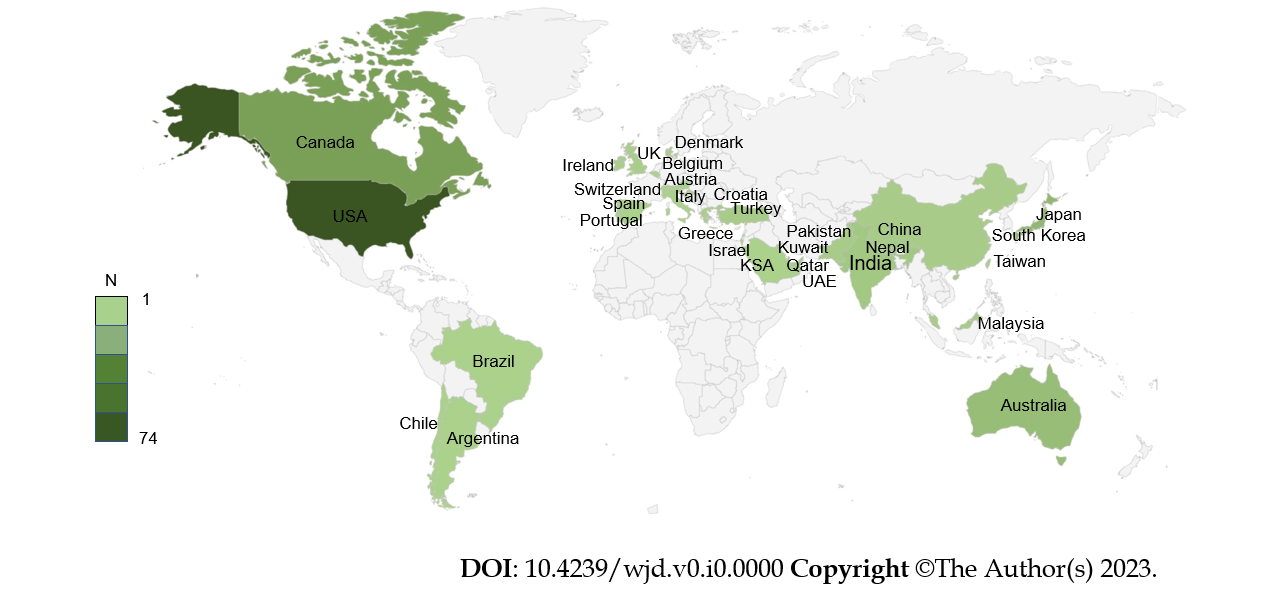 Canada
USA
Denmark
UK
Ireland
Belgium
Austria
Switzerland
Italy
Croatia
Spain
Turkey
Portugal
Greece
Israel
Pakistan
China
Japan
Kuwait
Nepal
South Korea
KSA
Qatar
India
Taiwan
UAE
N
1
74
Malaysia
Brazil
Australia
Chile
Argentina
DOI: 10.4239/wjd.v0.i0.0000 Copyright ©The Author(s) 2023.